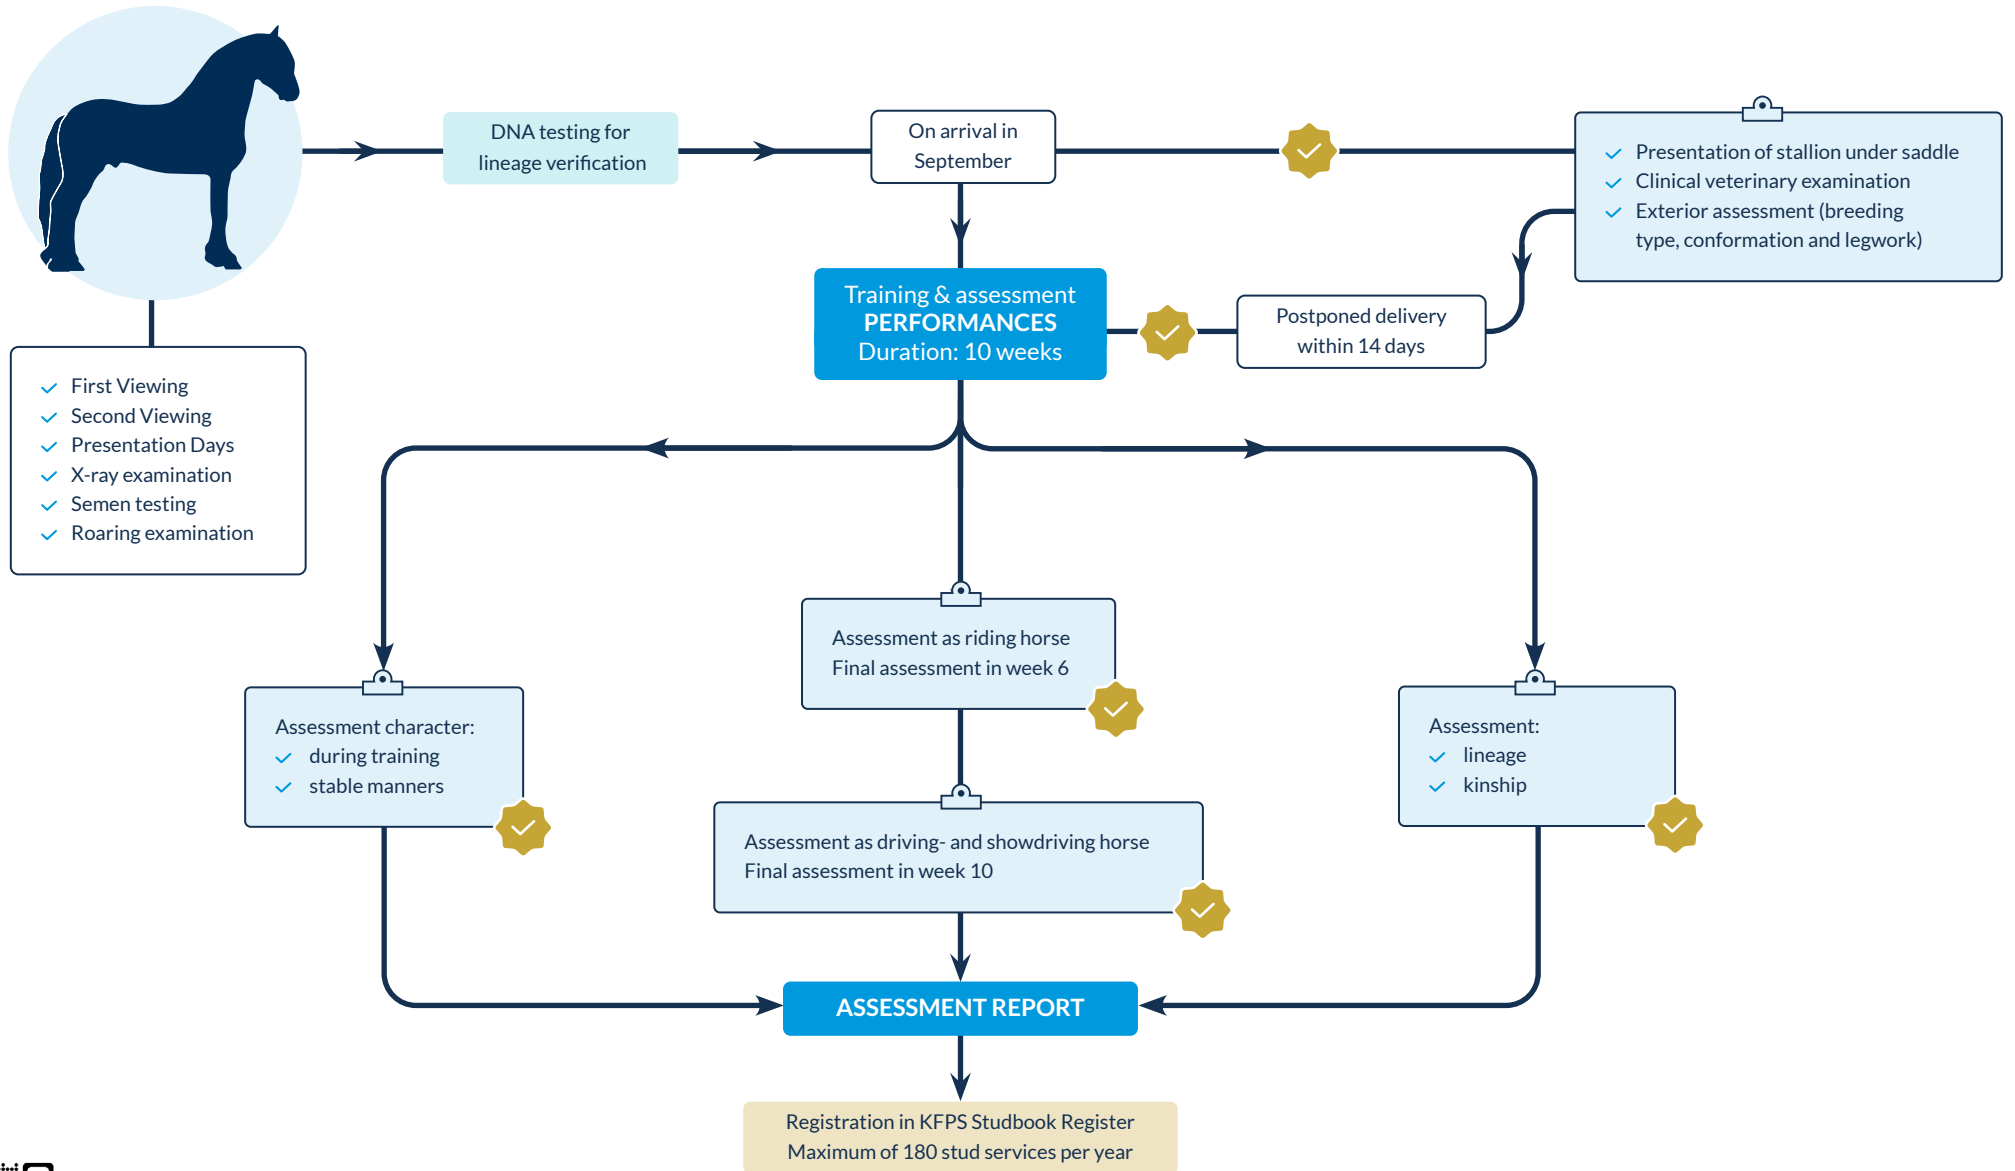 DNA testing for
lineage verification
On arrival in
September
Presentation of stallion under saddle
Clinical veterinary examination
Exterior assessment (breeding
type, conformation and legwork)
Training & assessment
PERFORMANCES
Duration: 10 weeks
Postponed delivery
within 14 days
First Viewing
Second Viewing
Presentation Days
X-ray examination
Semen testing
Roaring examination
Assessment as riding horse
Final assessment in week 6
Assessment character:
during training
stable manners
Assessment:
lineage
kinship
Assessment as driving- and showdriving horse
Final assessment in week 10
ASSESSMENT REPORT
Registration in KFPS Studbook Register
Maximum of 180 stud services per year